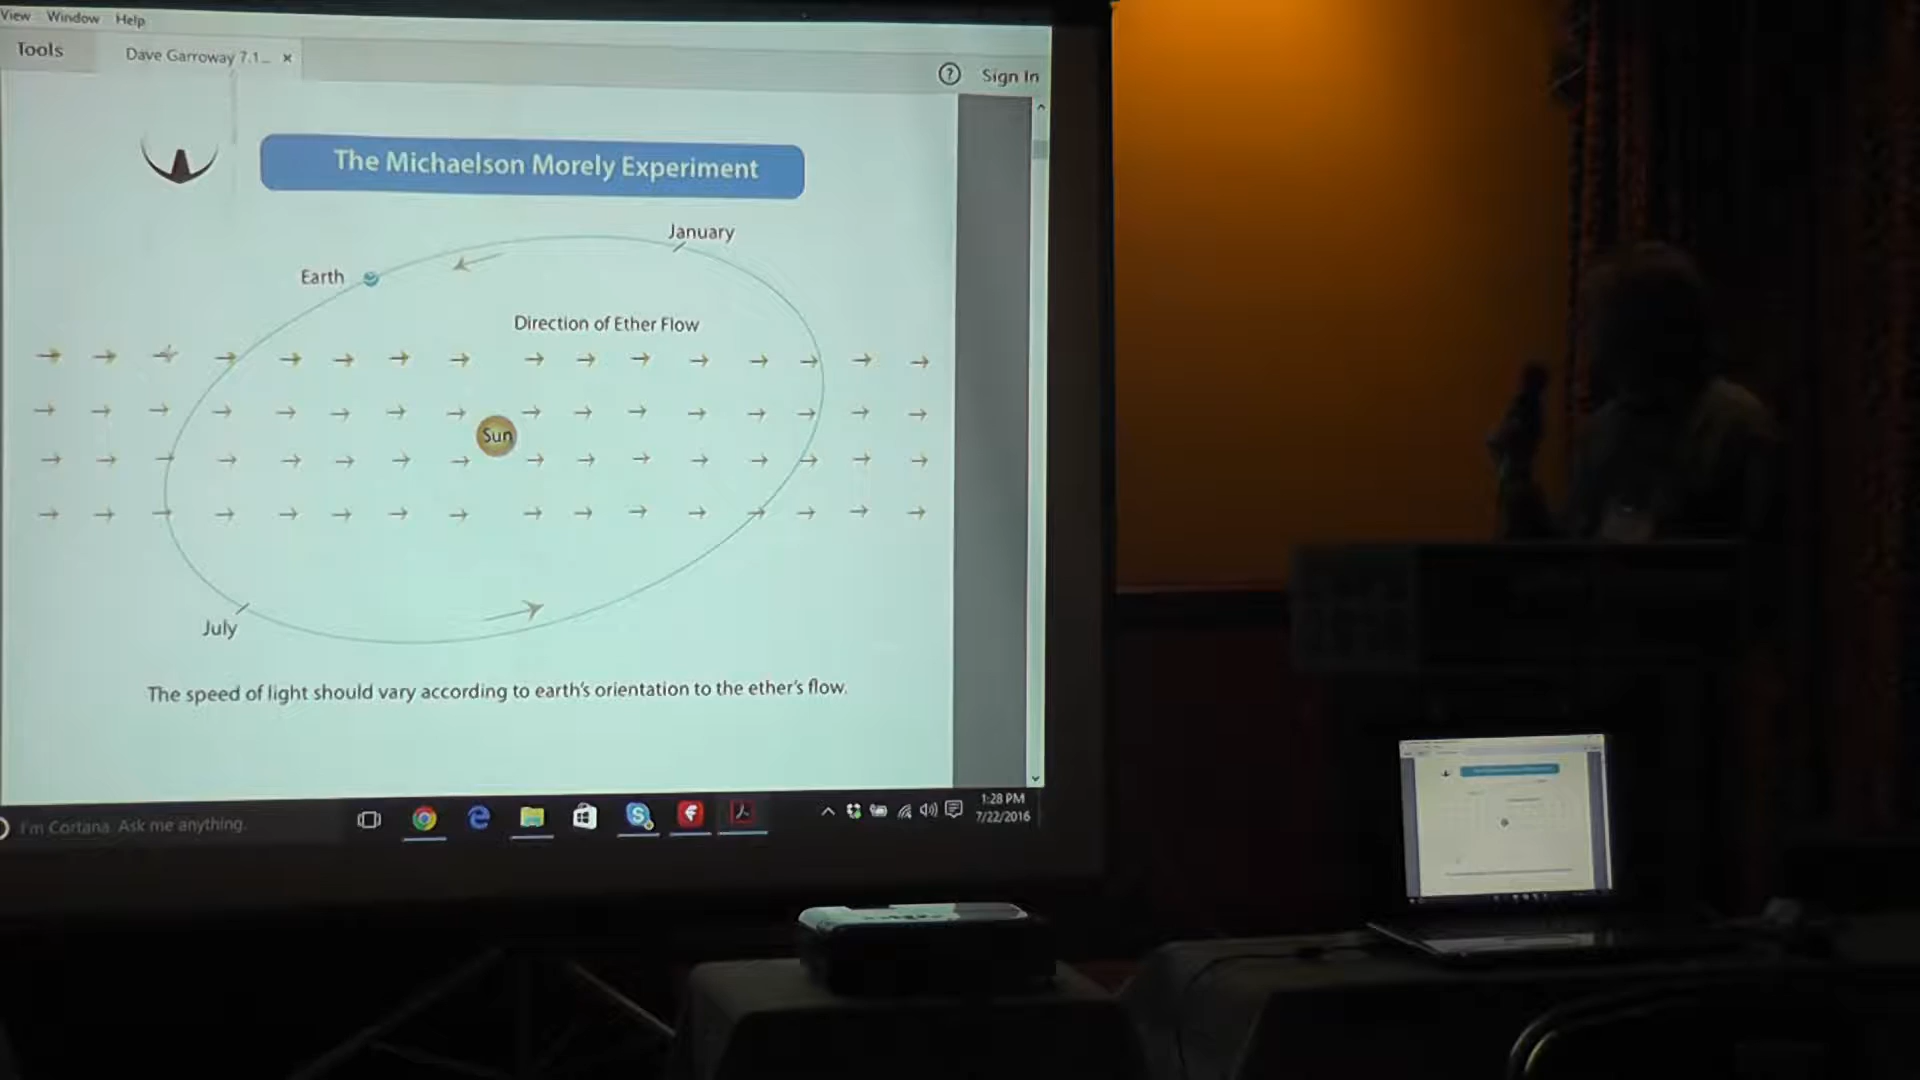 View Window Help
Tools
Dave Garroway 7.1...
Sign In
The Michaelson Morely Experiment
January
Earth
Direction of Ether Flow
Sun
July
The speed of light should vary according to earth's orientation to the ether's flow.
I'm Cortana. Ask me anything.
1:28 PM
7/22/2016